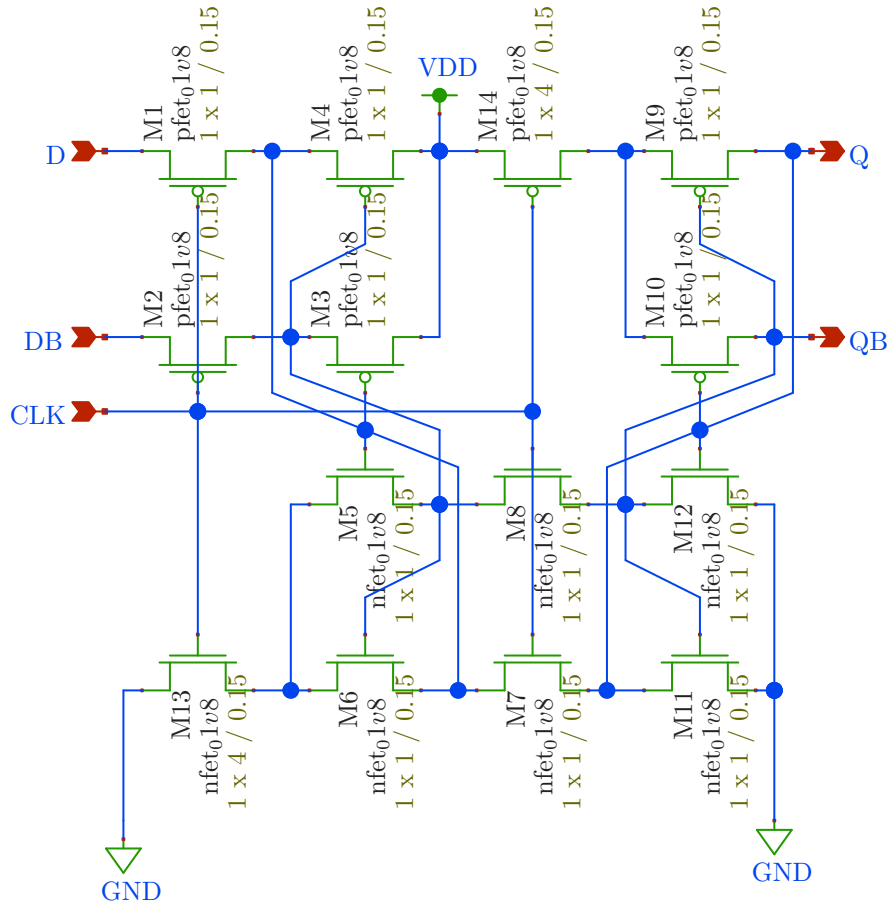 VDD
M1
pfet₀1v8
1 x 1 / 0.15
M4
pfet₀1v8
1 x 1 / 0.15
M14
pfet₀1v8
1 x 4 / 0.15
M9
pfet₀1v8
1 x 1 / 0.15
D
Q
M2
pfet₀1v8
1 x 1 / 0.15
M3
pfet₀1v8
1 x 1 / 0.15
M10
pfet₀1v8
1 x 1 / 0.15
DB
QB
CLK
M5
nfet₀1v8
1 x 1 / 0.15
M8
nfet₀1v8
1 x 1 / 0.15
M12
nfet₀1v8
1 x 1 / 0.15
M13
nfet₀1v8
1 x 4 / 0.15
M6
nfet₀1v8
1 x 1 / 0.15
M7
nfet₀1v8
1 x 1 / 0.15
M11
nfet₀1v8
1 x 1 / 0.15
GND
GND